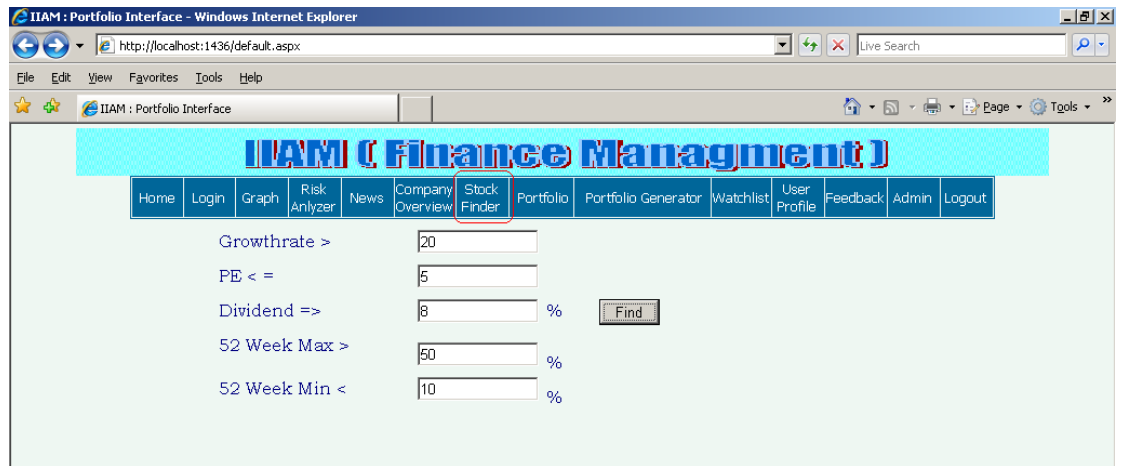 IIAM : Portfolio Interface - Windows Internet Explorer
http://localhost:1436/default.aspx
Live Search
File Edit View Favorites Tools Help
IIAM : Portfolio Interface
Page Tools »
IIAM ( Finance Managment )
Home Login Graph Risk Anlyzer News Company Overview Stock Finder Portfolio Portfolio Generator Watchlist User Profile Feedback Admin Logout
Growthrate > 20
PE < = 5
Dividend => 8 % Find
52 Week Max > 50 %
52 Week Min < 10 %